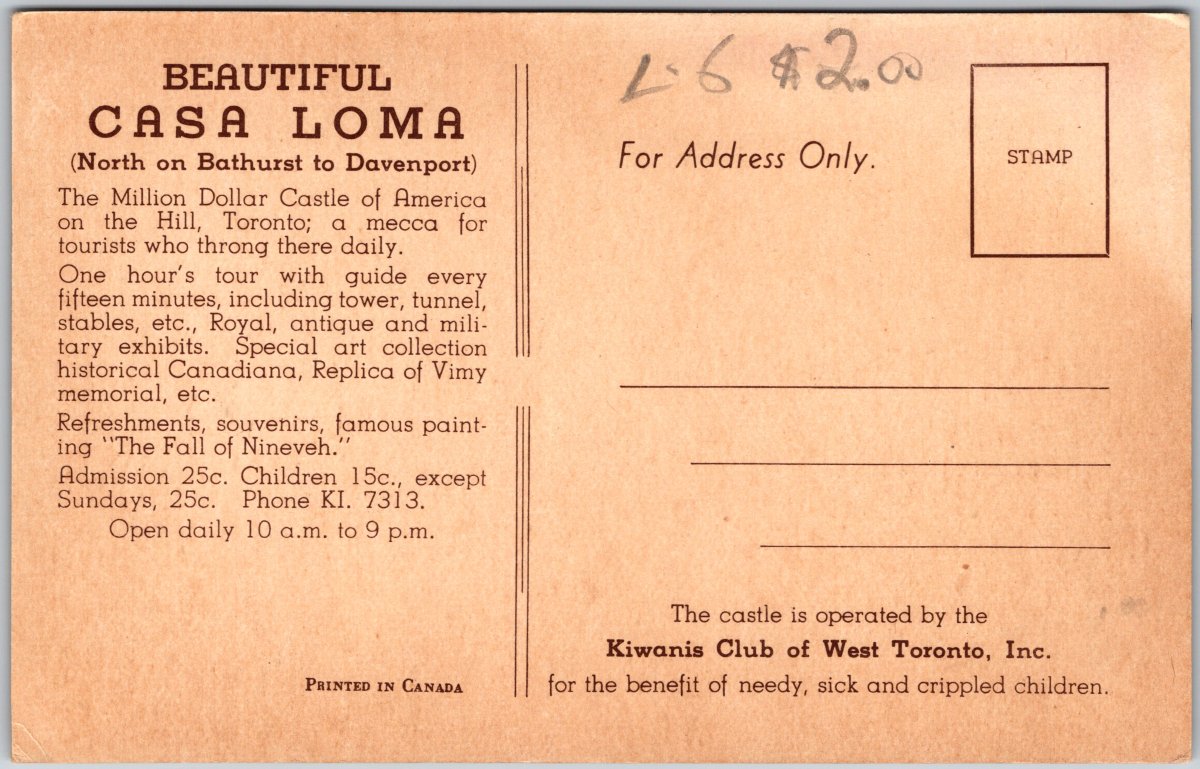 BEAUTIFUL
CASA LOMA
(North on Bathurst to Davenport)
The Million Dollar Castle of America
on the Hill, Toronto; a mecca for
tourists who throng there daily.
One hour's tour with guide every
fifteen minutes, including tower, tunnel,
stables, etc., Royal, antique and mili-
tary exhibits. Special art collection
historical Canadiana, Replica of Vimy
memorial, etc.
Refreshments, souvenirs, famous paint-
ing "The Fall of Nineveh."
Admission 25c. Children 15c., except
Sundays, 25c. Phone KI. 7313.
Open daily 10 a.m. to 9 p.m.
PRINTED IN CANADA
L-6 $2.00
For Address Only.
STAMP
The castle is operated by the
Kiwanis Club of West Toronto, Inc.
for the benefit of needy, sick and crippled children.